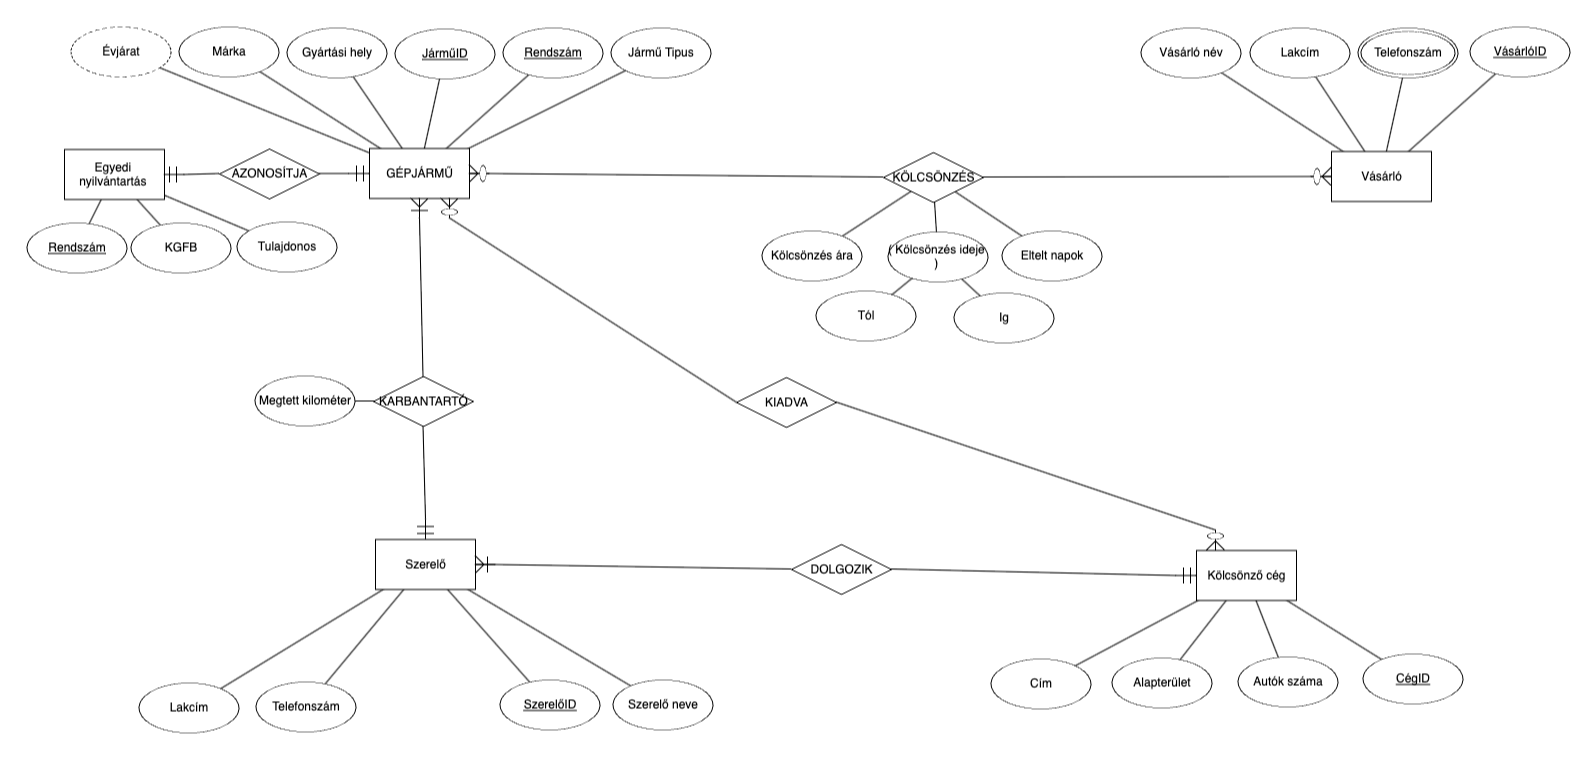 Évjárat
Márka
Gyártási hely
JárműID
Rendszám
Jármű Tipus
Vásárló név
Lakcím
Telefonszám
VásárlóID
Egyedi
nyilvántartás
AZONOSÍTJA
GÉPJÁRMŰ
KÖLCSÖNZÉS
Vásárló
Rendszám
KGFB
Tulajdonos
Kölcsönzés ára
( Kölcsönzés ideje
)
Eltelt napok
Tól
Ig
Megtett kilométer
KARBANTARTÓ
KIADVA
Szerelő
DOLGOZIK
Kölcsönző cég
Lakcím
Telefonszám
SzerelőID
Szerelő neve
Cím
Alapterület
Autók száma
CégID